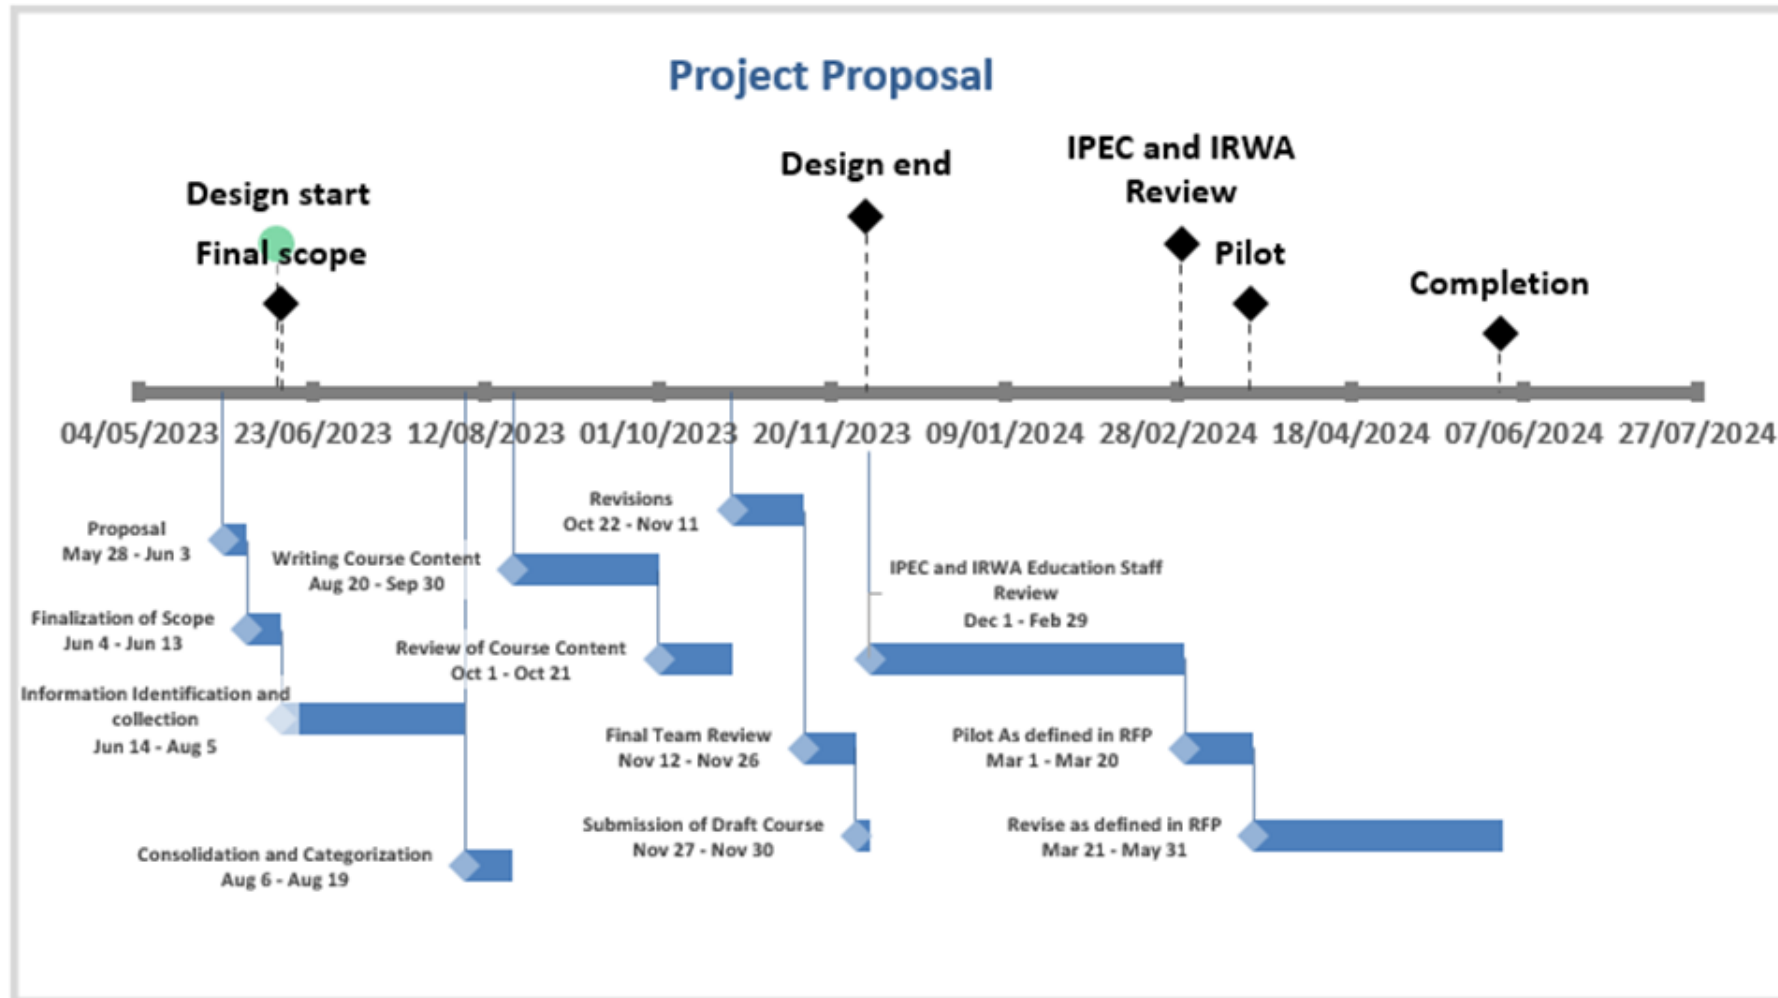 Project Proposal
Design start
Final scope
Design end
IPEC and IRWA
Review
Pilot
Completion
04/05/2023 23/06/2023 12/08/2023 01/10/2023 20/11/2023 09/01/2024 28/02/2024 18/04/2024 07/06/2024 27/07/2024
Proposal
May 28 - Jun 3
Finalization of Scope
Jun 4 - Jun 13
Information Identification and
collection
Jun 14 - Aug 5
Consolidation and Categorization
Aug 6 - Aug 19
Writing Course Content
Aug 20 - Sep 30
Review of Course Content
Oct 1 - Oct 21
Revisions
Oct 22 - Nov 11
Final Team Review
Nov 12 - Nov 26
Submission of Draft Course
Nov 27 - Nov 30
IPEC and IRWA Education Staff
Review
Dec 1 - Feb 29
Pilot As defined in RFP
Mar 1 - Mar 20
Revise as defined in RFP
Mar 21 - May 31